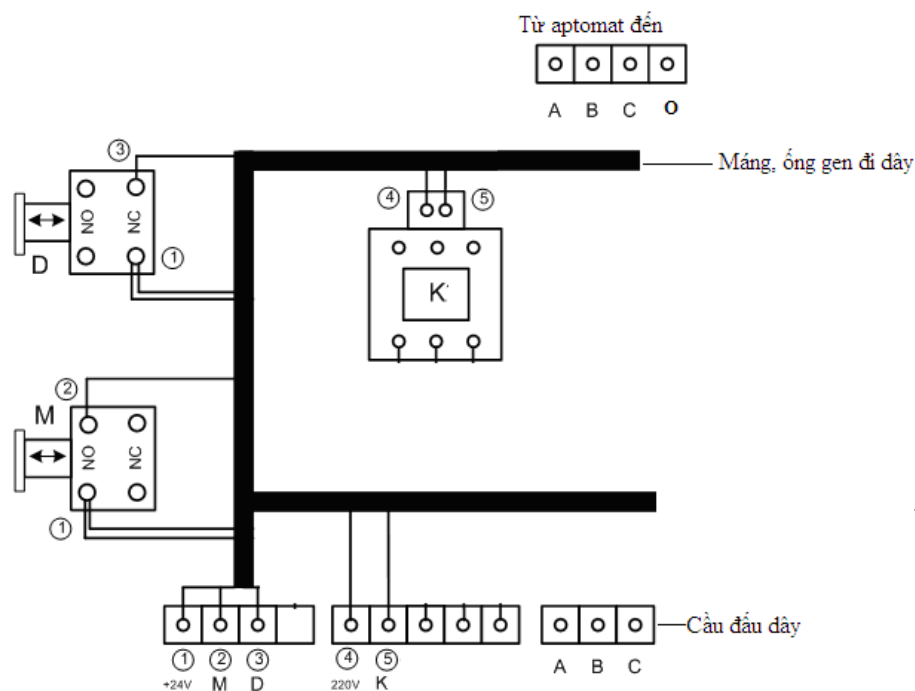 Từ aptomat đến
A B C O
③
Máng, ống gen đi dây
④ ⑤
NO NC
D
①
K
②
M
NO NC
①
Cầu đấu dây
① ② ③ ④ ⑤
+24V M D 220V K
A B C